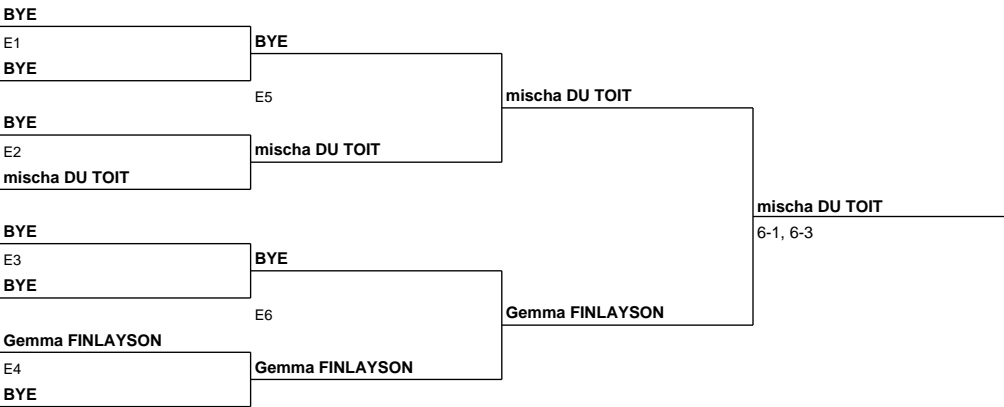 BYE
E1
BYE
BYE
E5
mischa DU TOIT
BYE
E2
mischa DU TOIT
mischa DU TOIT
mischa DU TOIT
6-1, 6-3
BYE
E3
BYE
BYE
E6
Gemma FINLAYSON
Gemma FINLAYSON
E4
Gemma FINLAYSON
BYE